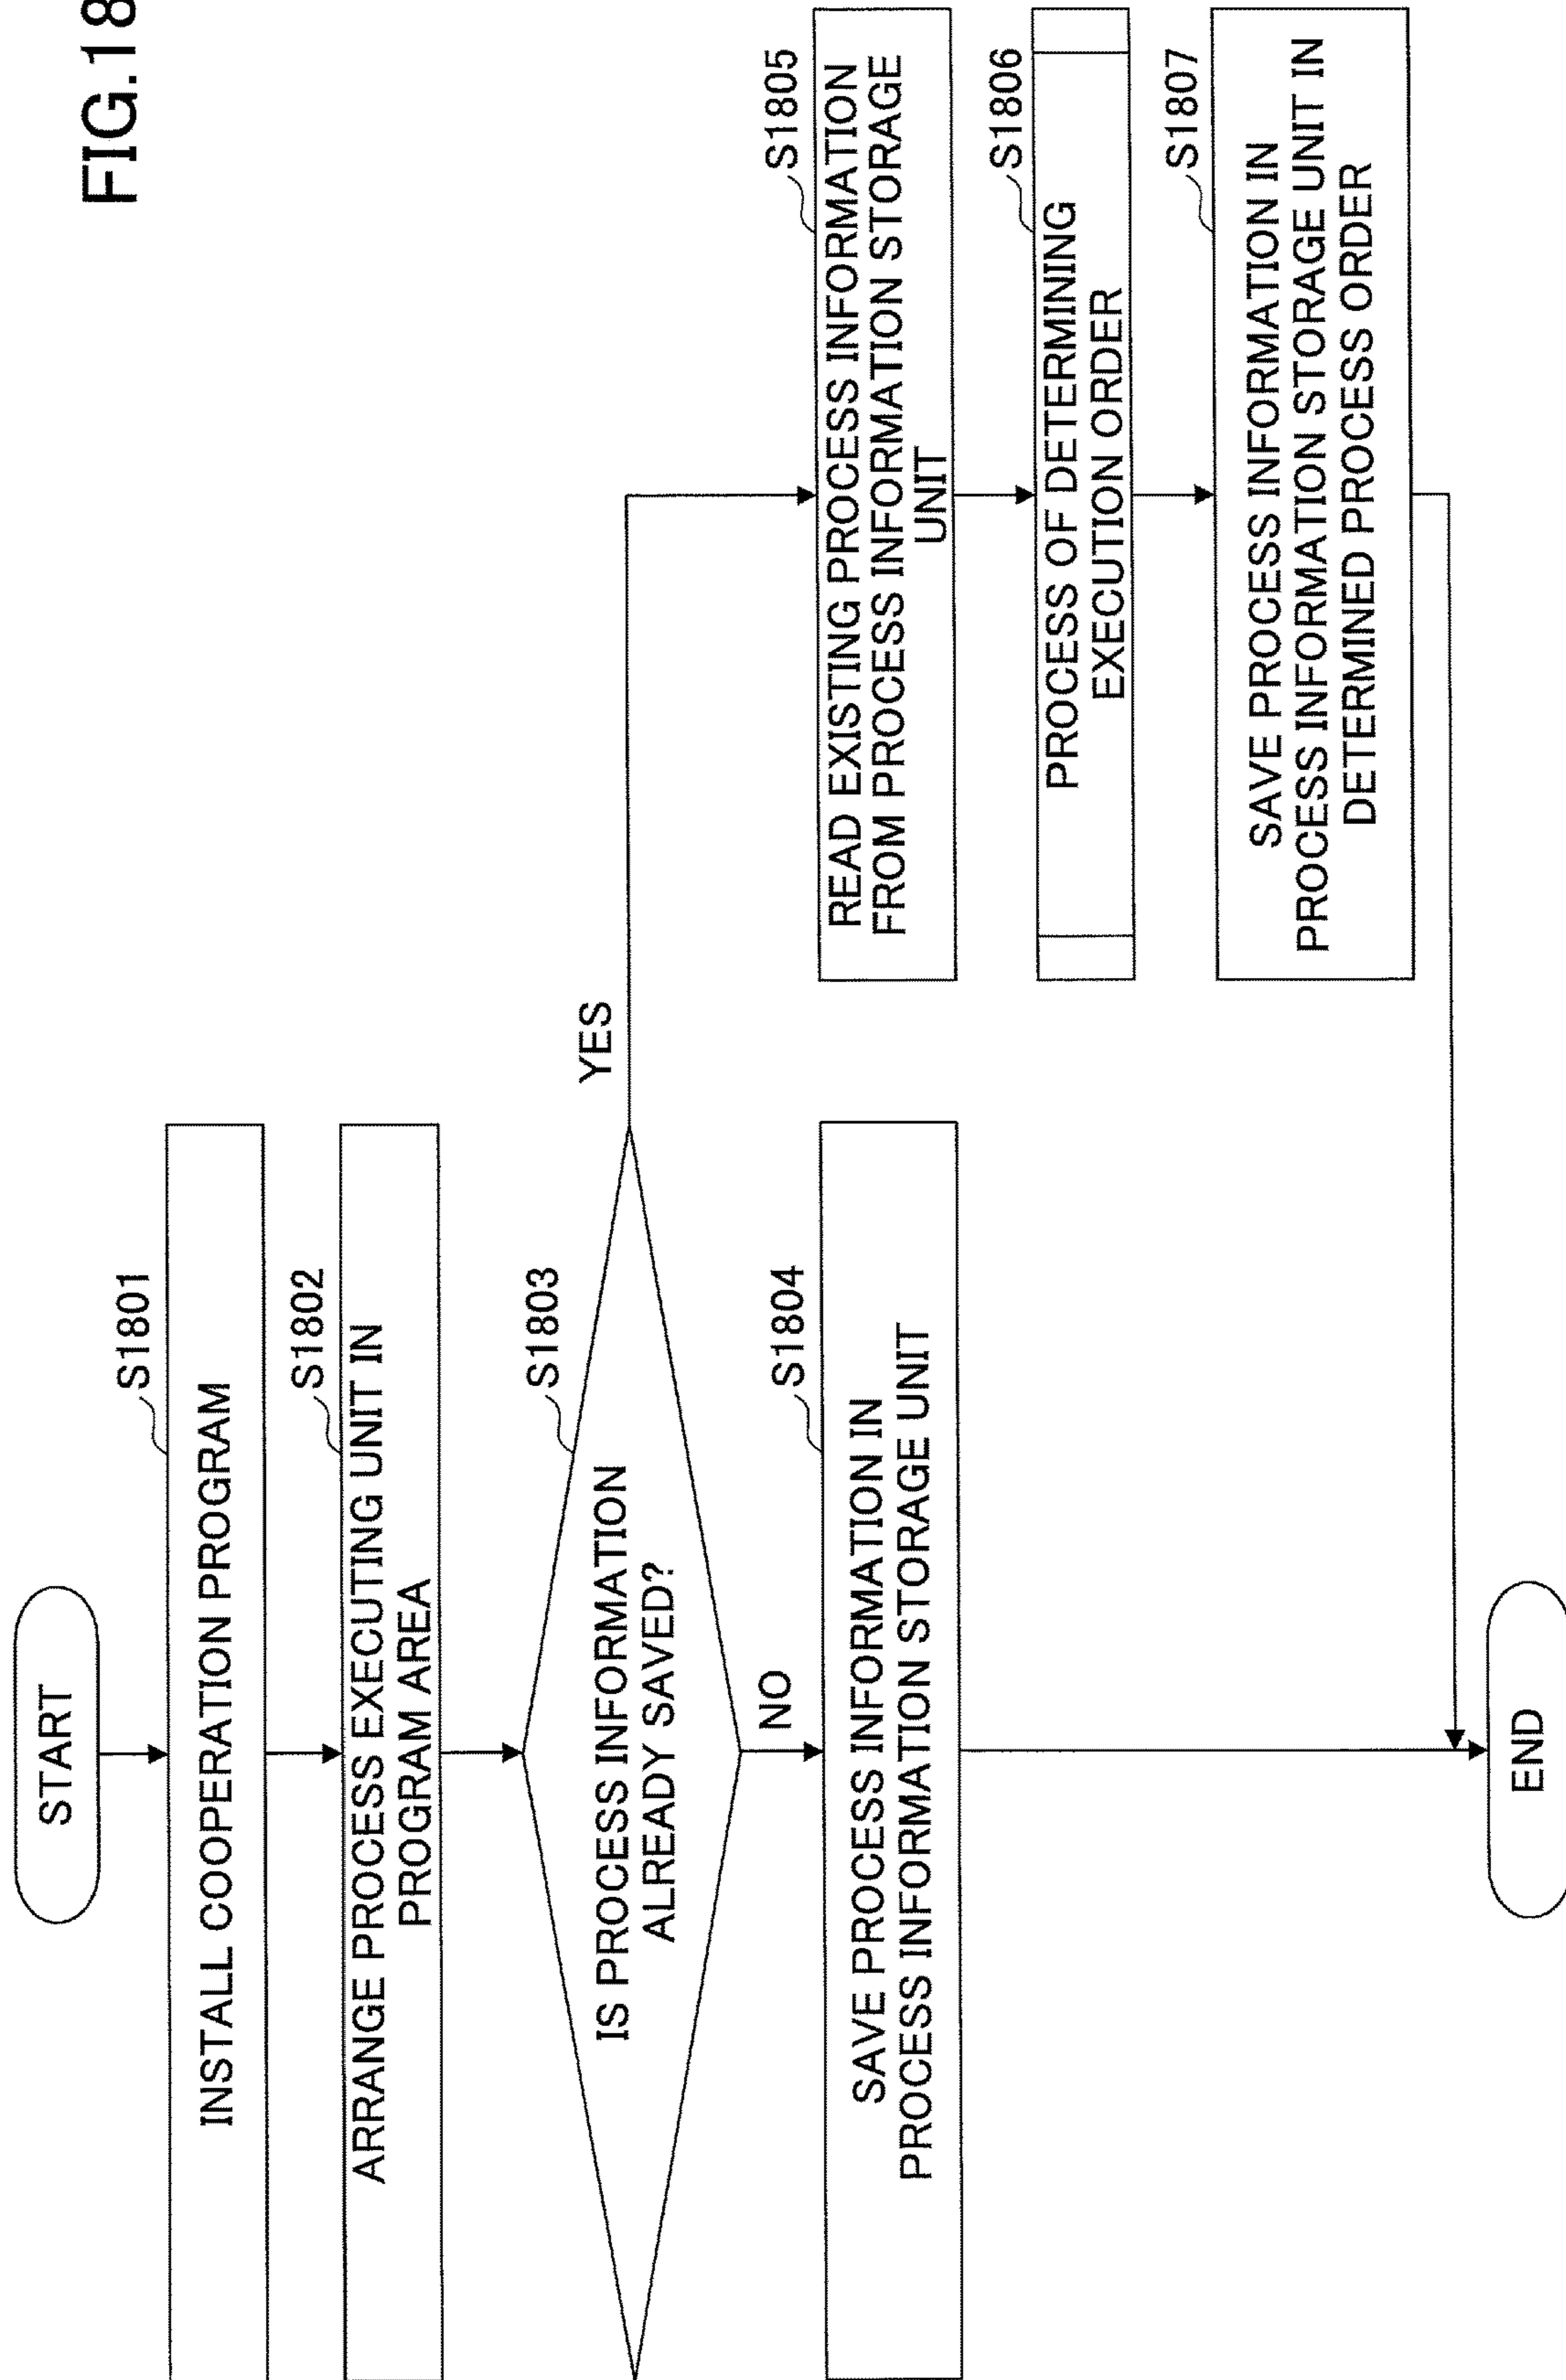 FIG.18
START
S1801
INSTALL COOPERATION PROGRAM
S1802
ARRANGE PROCESS EXECUTING UNIT IN
PROGRAM AREA
S1803
IS PROCESS INFORMATION
ALREADY SAVED?
YES
NO
S1804
SAVE PROCESS INFORMATION IN
PROCESS INFORMATION STORAGE UNIT
S1805
READ EXISTING PROCESS INFORMATION
FROM PROCESS INFORMATION STORAGE
UNIT
S1806
PROCESS OF DETERMINING
EXECUTION ORDER
S1807
SAVE PROCESS INFORMATION IN
PROCESS INFORMATION STORAGE UNIT IN
DETERMINED PROCESS ORDER
END